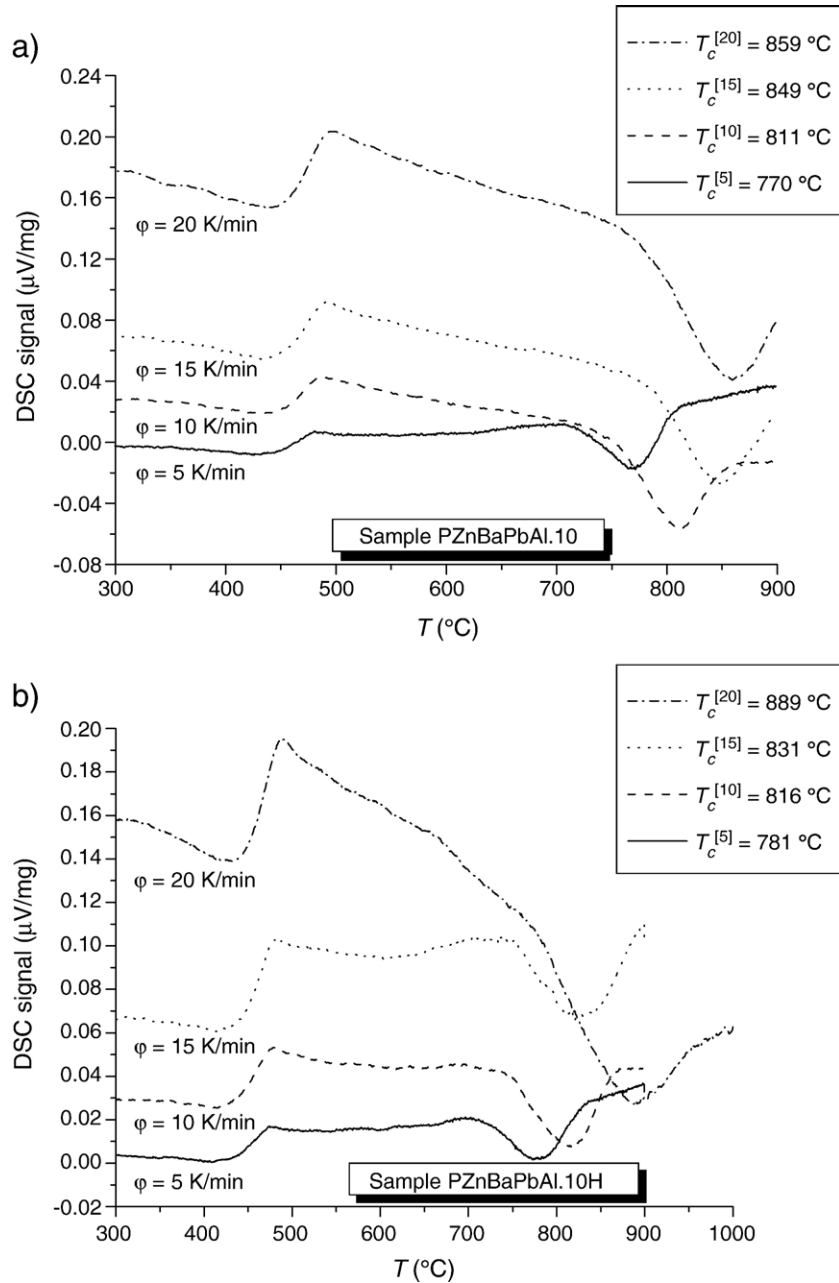 a)
T_c^[20] = 859 °C
T_c^[15] = 849 °C
T_c^[10] = 811 °C
T_c^[5] = 770 °C
0.24
0.20
0.16
0.12
0.08
0.04
0.00
-0.04
-0.08
DSC signal (μV/mg)
φ = 20 K/min
φ = 15 K/min
φ = 10 K/min
φ = 5 K/min
Sample PZnBaPbAl.10
300 400 500 600 700 800 900
T (°C)
b)
T_c^[20] = 889 °C
T_c^[15] = 831 °C
T_c^[10] = 816 °C
T_c^[5] = 781 °C
0.20
0.18
0.16
0.14
0.12
0.10
0.08
0.06
0.04
0.02
0.00
-0.02
DSC signal (μV/mg)
φ = 20 K/min
φ = 15 K/min
φ = 10 K/min
φ = 5 K/min
Sample PZnBaPbAl.10H
300 400 500 600 700 800 900 1000
T (°C)